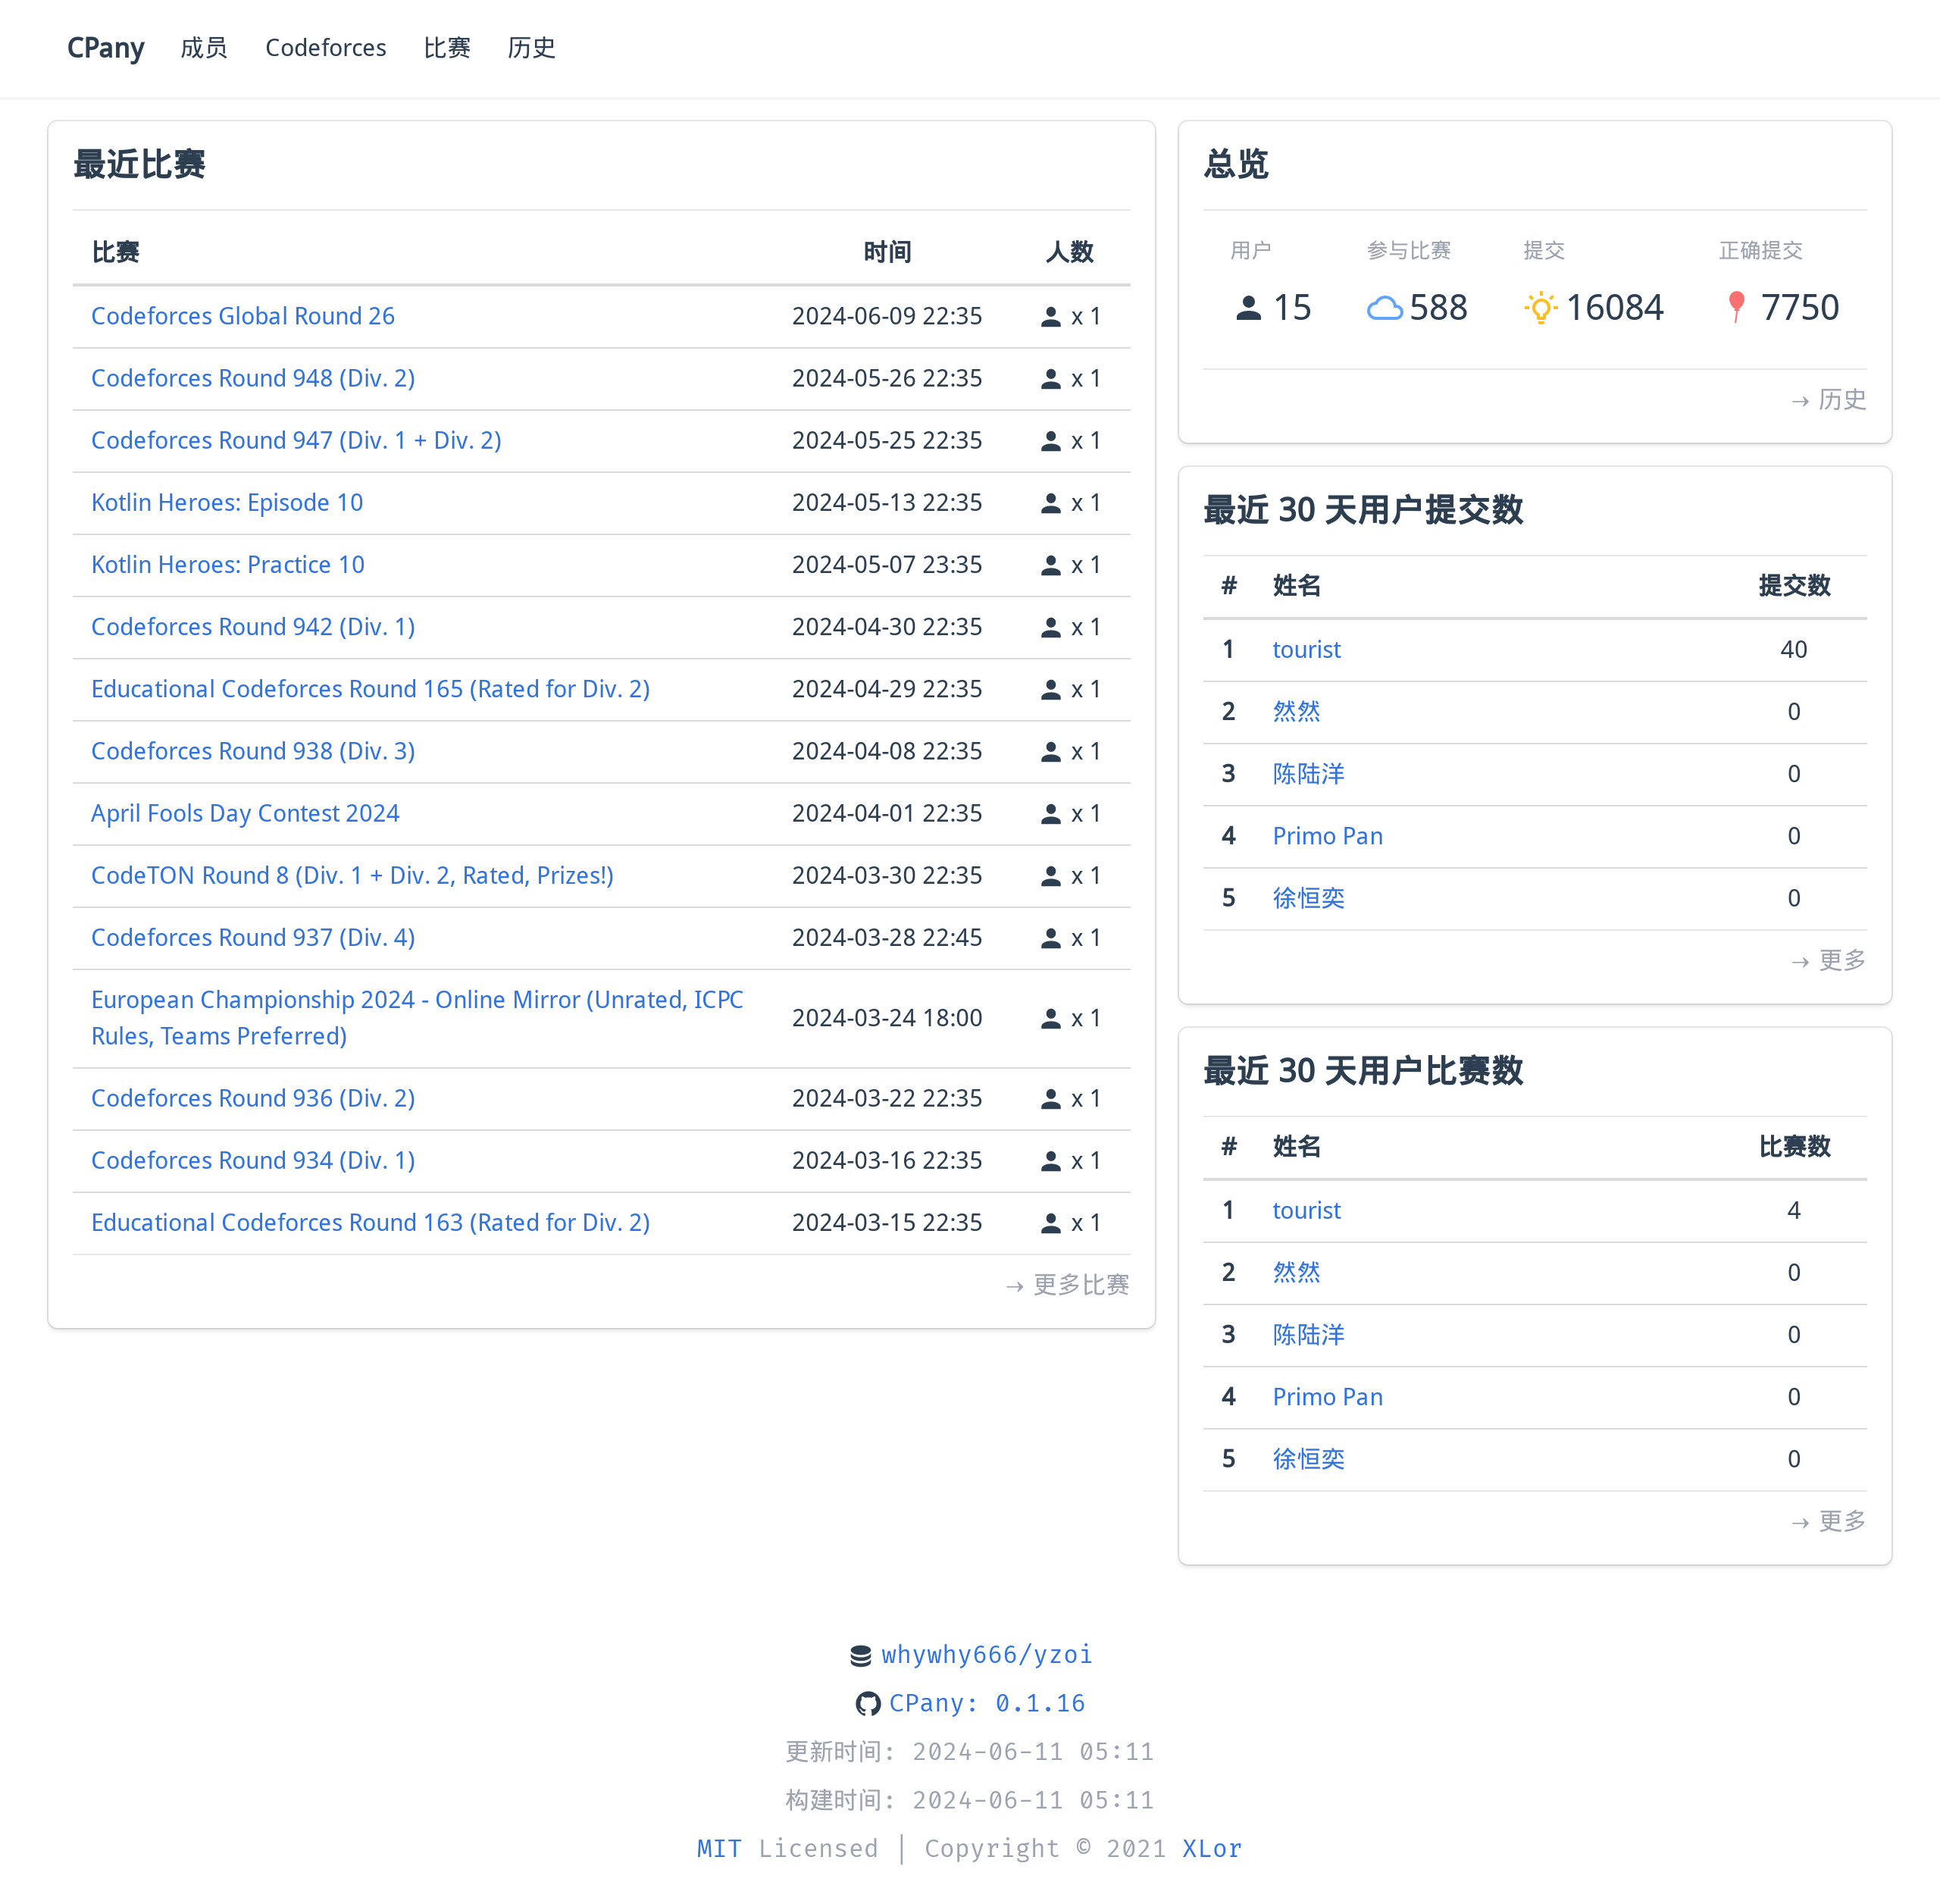 CPany 成员 Codeforces 比赛 历史
最近比赛
比赛 时间 人数
Codeforces Global Round 26 2024-06-09 22:35 x 1
Codeforces Round 948 (Div. 2) 2024-05-26 22:35 x 1
Codeforces Round 947 (Div. 1 + Div. 2) 2024-05-25 22:35 x 1
Kotlin Heroes: Episode 10 2024-05-13 22:35 x 1
Kotlin Heroes: Practice 10 2024-05-07 23:35 x 1
Codeforces Round 942 (Div. 1) 2024-04-30 22:35 x 1
Educational Codeforces Round 165 (Rated for Div. 2) 2024-04-29 22:35 x 1
Codeforces Round 938 (Div. 3) 2024-04-08 22:35 x 1
April Fools Day Contest 2024 2024-04-01 22:35 x 1
CodeTON Round 8 (Div. 1 + Div. 2, Rated, Prizes!) 2024-03-30 22:35 x 1
Codeforces Round 937 (Div. 4) 2024-03-28 22:45 x 1
European Championship 2024 - Online Mirror (Unrated, ICPC
Rules, Teams Preferred) 2024-03-24 18:00 x 1
Codeforces Round 936 (Div. 2) 2024-03-22 22:35 x 1
Codeforces Round 934 (Div. 1) 2024-03-16 22:35 x 1
Educational Codeforces Round 163 (Rated for Div. 2) 2024-03-15 22:35 x 1
→ 更多比赛
总览
用户 参与比赛 提交 正确提交
15 588 16084 7750
→ 历史
最近 30 天用户提交数
# 姓名 提交数
1 tourist 40
2 然然 0
3 陈陆洋 0
4 Primo Pan 0
5 徐恒奕 0
→ 更多
最近 30 天用户比赛数
# 姓名 比赛数
1 tourist 4
2 然然 0
3 陈陆洋 0
4 Primo Pan 0
5 徐恒奕 0
→ 更多
whywhy666/yzoi
CPany: 0.1.16
更新时间: 2024-06-11 05:11
构建时间: 2024-06-11 05:11
MIT Licensed | Copyright © 2021 XLor